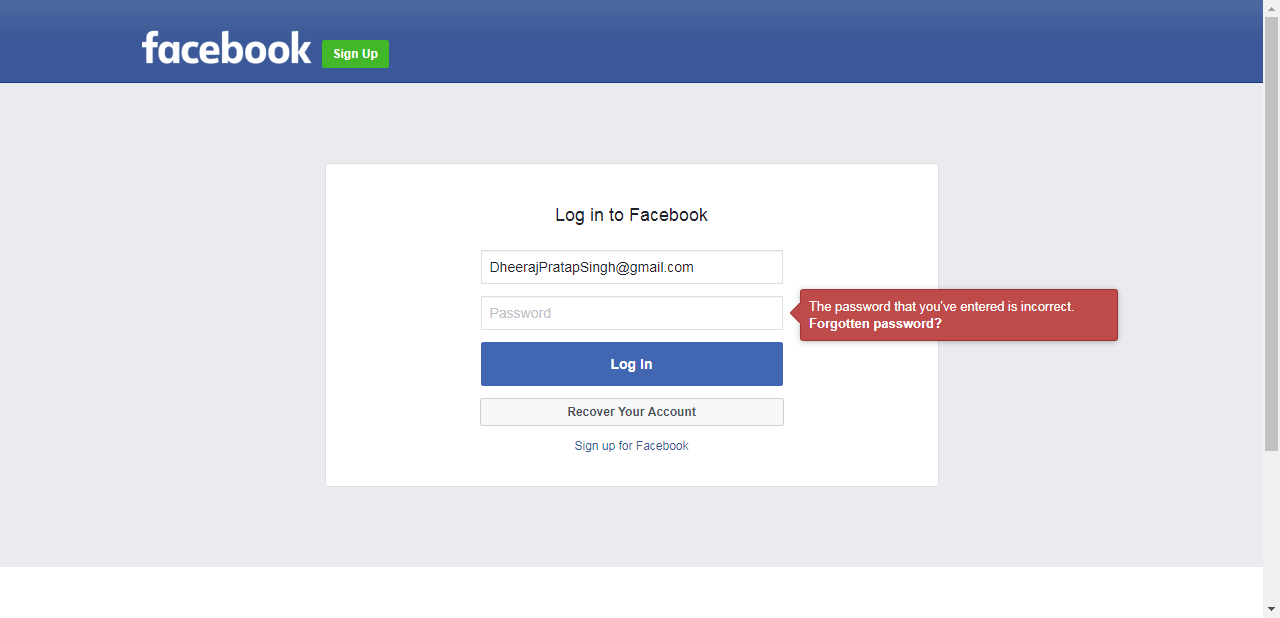 facebook
Sign Up
Log in to Facebook
DheerajPratapSingh@gmail.com
Password
The password that you've entered is incorrect.
Forgotten password?
Log In
Recover Your Account
Sign up for Facebook